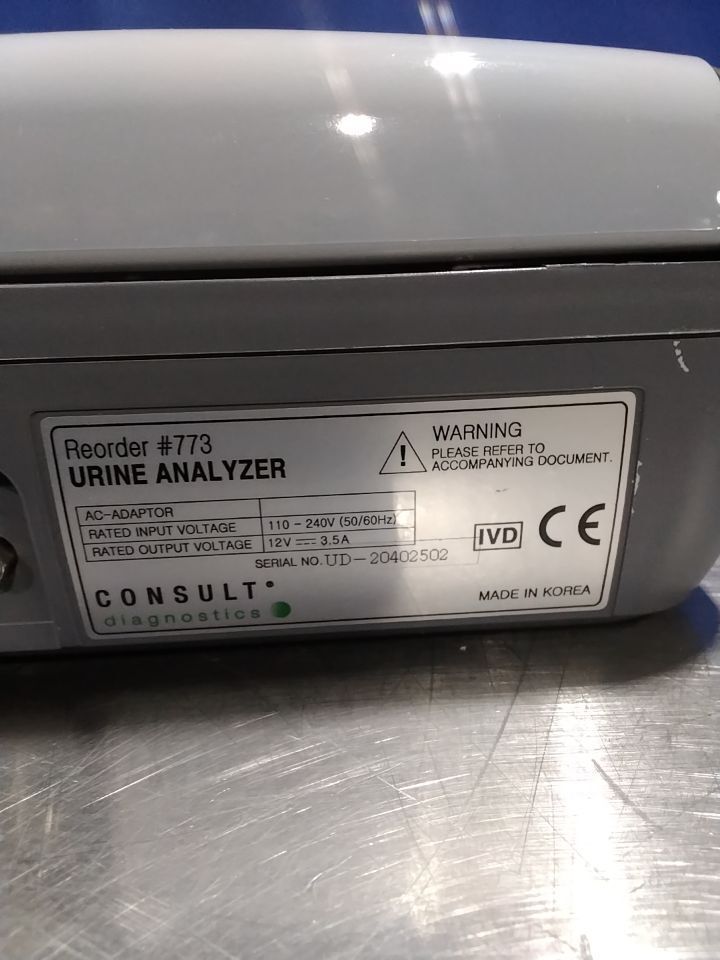 Reorder #773
URINE ANALYZER
! WARNING
PLEASE REFER TO
ACCOMPANYING DOCUMENT.
AC-ADAPTOR
RATED INPUT VOLTAGE 110 - 240V (50/60Hz)
RATED OUTPUT VOLTAGE 12V ⎓ 3.5A
SERIAL NO. UD-20402502
IVD CE
CONSULT
diagnostics
MADE IN KOREA